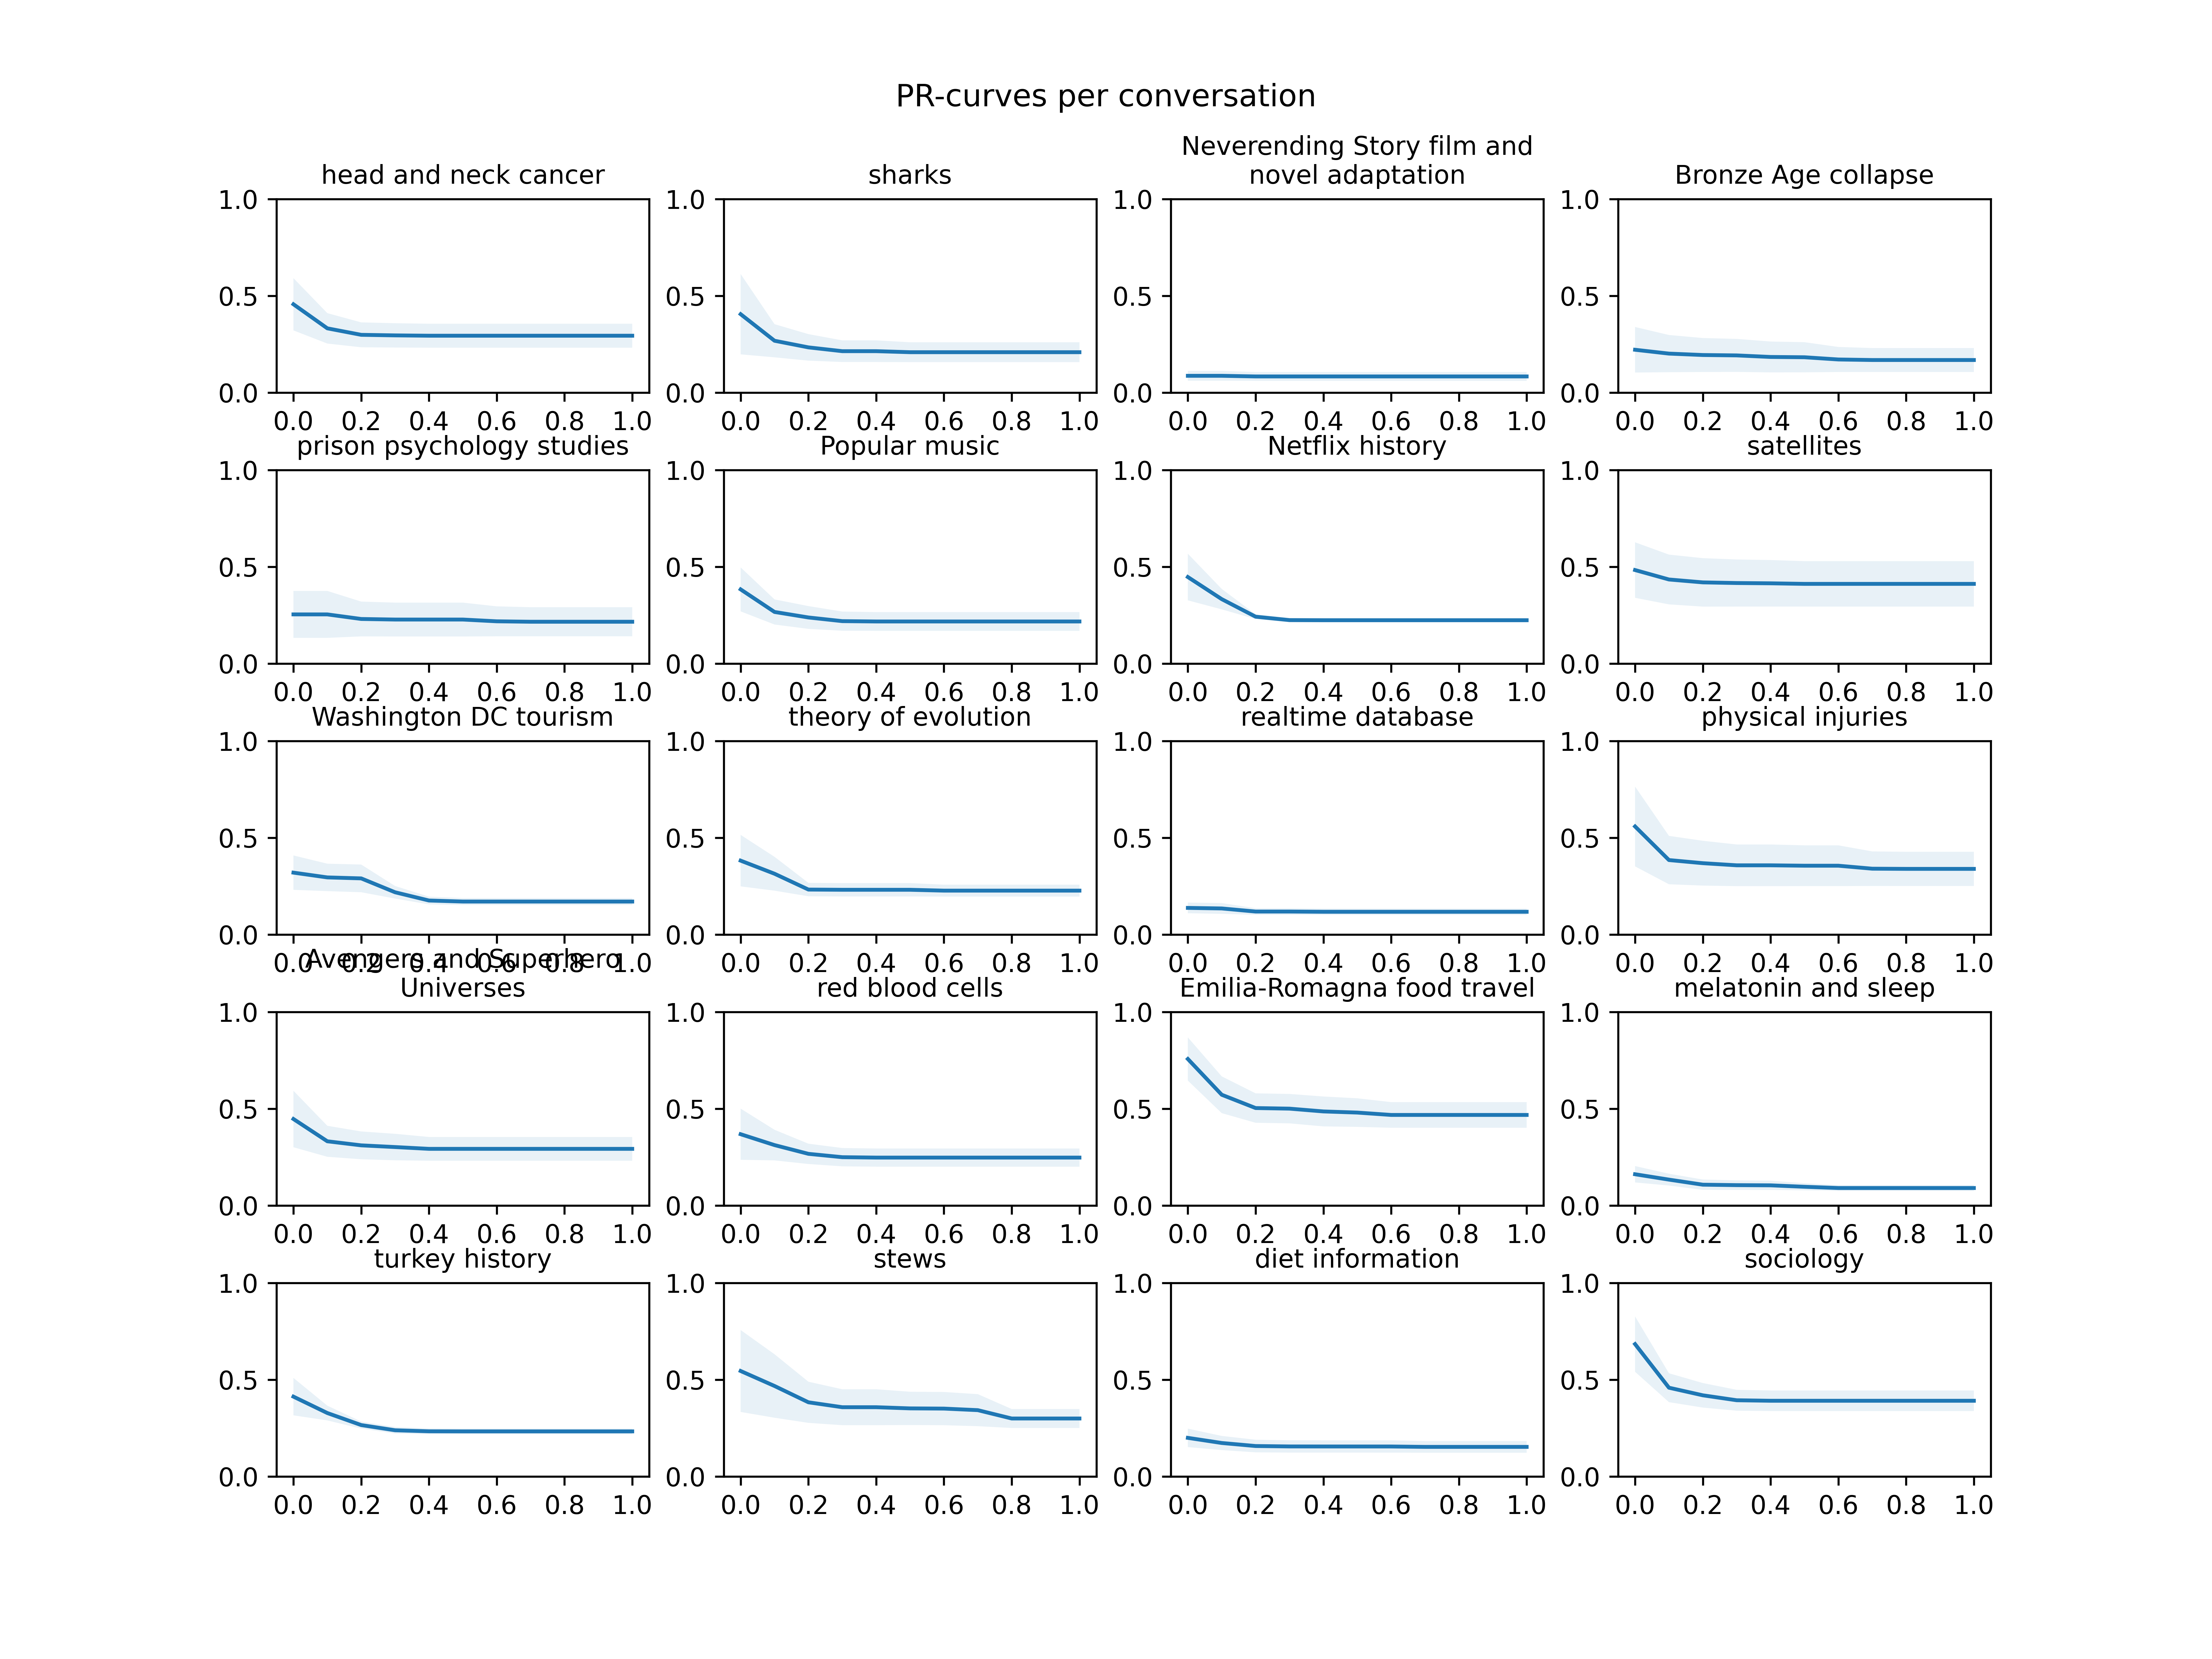 PR-curves per conversation
head and neck cancer
sharks
Neverending Story film and
novel adaptation
Bronze Age collapse
1.0
0.5
0.0
0.0 0.2 0.4 0.6 0.8 1.0
1.0
0.5
0.0
0.0 0.2 0.4 0.6 0.8 1.0
1.0
0.5
0.0
0.0 0.2 0.4 0.6 0.8 1.0
1.0
0.5
0.0
0.0 0.2 0.4 0.6 0.8 1.0
prison psychology studies
Popular music
Netflix history
satellites
1.0
0.5
0.0
0.0 0.2 0.4 0.6 0.8 1.0
1.0
0.5
0.0
0.0 0.2 0.4 0.6 0.8 1.0
1.0
0.5
0.0
0.0 0.2 0.4 0.6 0.8 1.0
1.0
0.5
0.0
0.0 0.2 0.4 0.6 0.8 1.0
Washington DC tourism
theory of evolution
realtime database
physical injuries
1.0
0.5
0.0
0.0 0.2 0.4 0.6 0.8 1.0
1.0
0.5
0.0
0.0 0.2 0.4 0.6 0.8 1.0
1.0
0.5
0.0
0.0 0.2 0.4 0.6 0.8 1.0
1.0
0.5
0.0
0.0 0.2 0.4 0.6 0.8 1.0
Avengers and Superhero
Universes
red blood cells
Emilia-Romagna food travel
melatonin and sleep
1.0
0.5
0.0
0.0 0.2 0.4 0.6 0.8 1.0
1.0
0.5
0.0
0.0 0.2 0.4 0.6 0.8 1.0
1.0
0.5
0.0
0.0 0.2 0.4 0.6 0.8 1.0
1.0
0.5
0.0
0.0 0.2 0.4 0.6 0.8 1.0
turkey history
stews
diet information
sociology
1.0
0.5
0.0
0.0 0.2 0.4 0.6 0.8 1.0
1.0
0.5
0.0
0.0 0.2 0.4 0.6 0.8 1.0
1.0
0.5
0.0
0.0 0.2 0.4 0.6 0.8 1.0
1.0
0.5
0.0
0.0 0.2 0.4 0.6 0.8 1.0